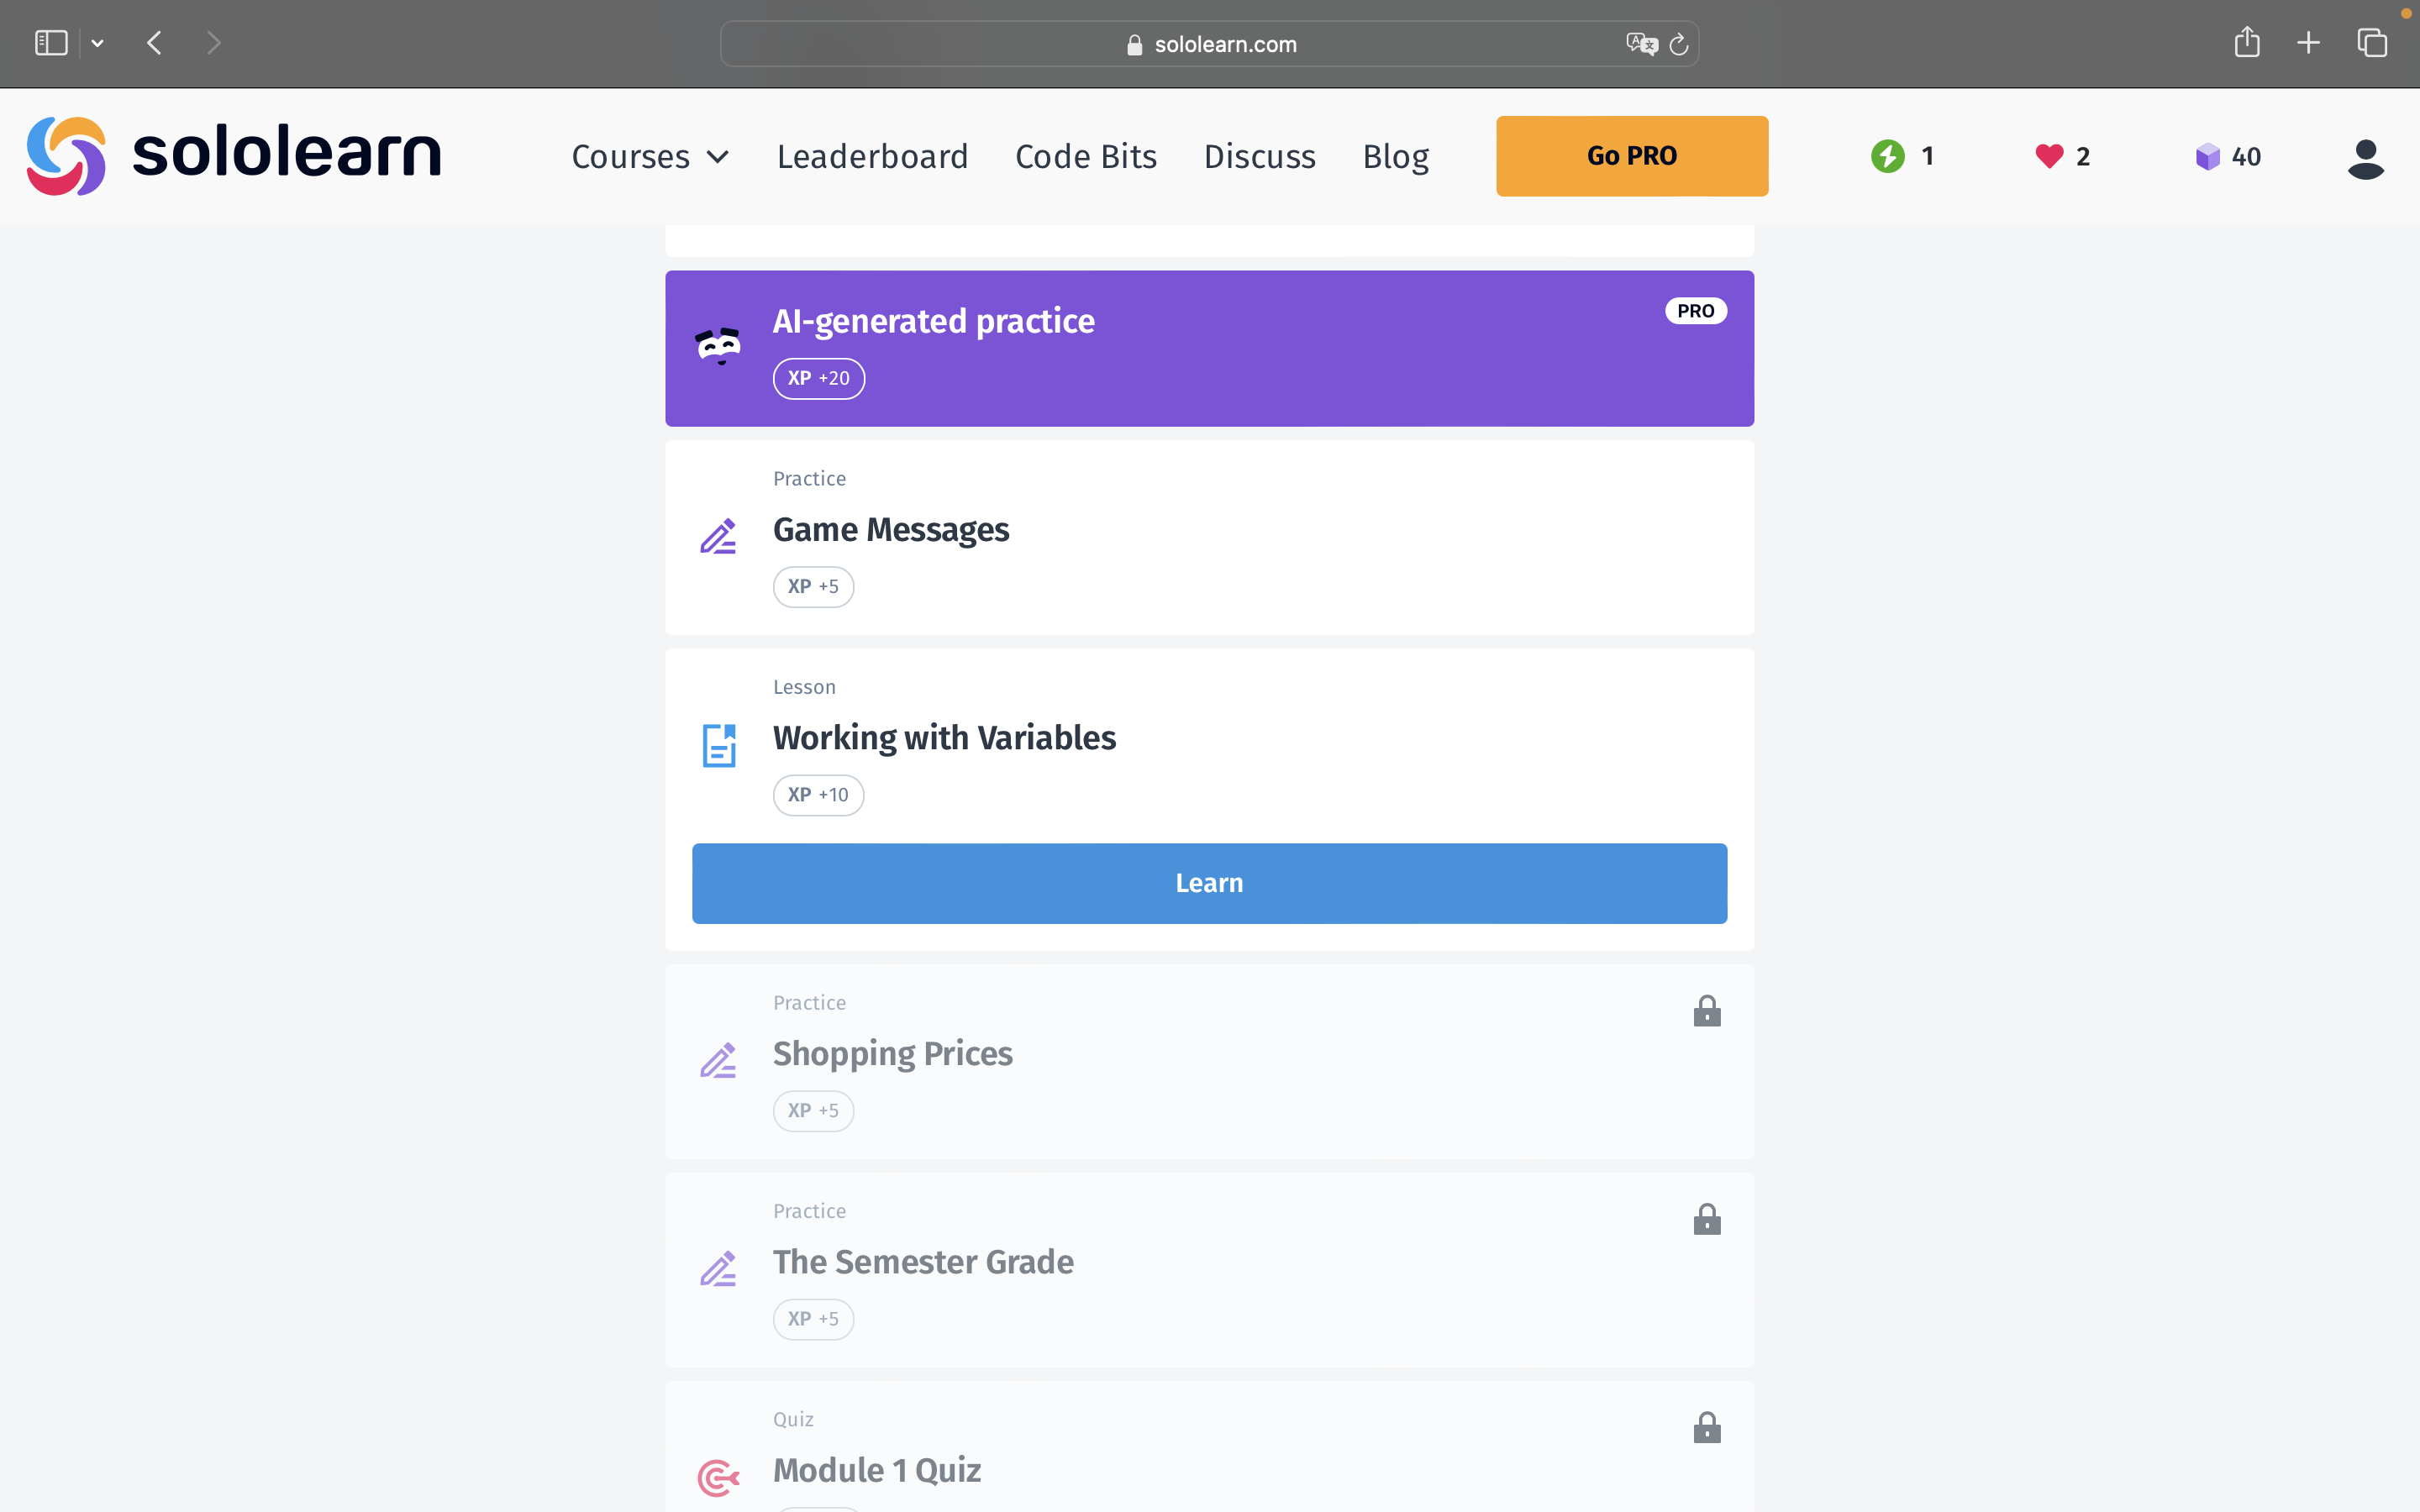 sololearn.com
sololearn
Courses
Leaderboard
Code Bits
Discuss
Blog
Go PRO
1
2
40
AI-generated practice
PRO
XP +20
Practice
Game Messages
XP +5
Lesson
Working with Variables
XP +10
Learn
Practice
Shopping Prices
XP +5
Practice
The Semester Grade
XP +5
Quiz
Module 1 Quiz